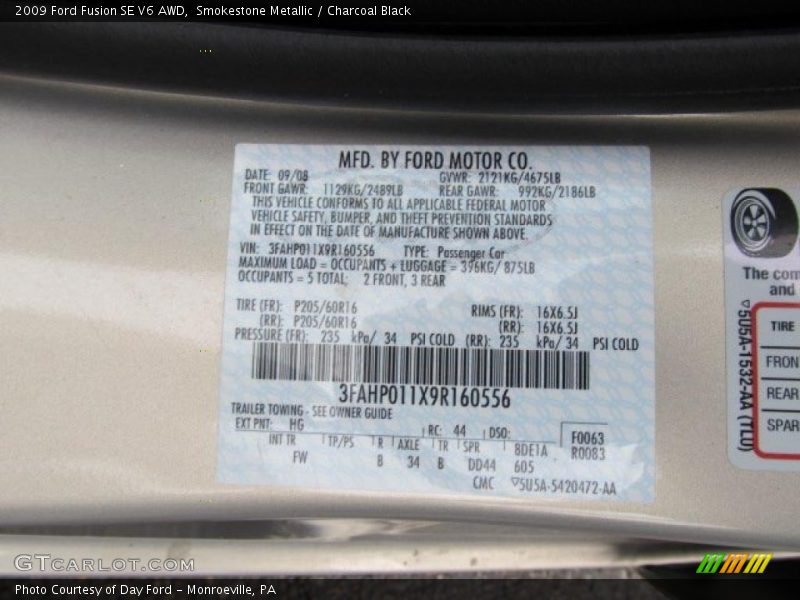 2009 Ford Fusion SE V6 AWD, Smokestone Metallic / Charcoal Black
MFD. BY FORD MOTOR CO.
DATE: 09/08 GVWR: 2121KG/4675LB
FRONT GAWR: 1129KG/2489LB REAR GAWR: 992KG/2186LB
THIS VEHICLE CONFORMS TO ALL APPLICABLE FEDERAL MOTOR
VEHICLE SAFETY, BUMPER, AND THEFT PREVENTION STANDARDS
IN EFFECT ON THE DATE OF MANUFACTURE SHOWN ABOVE.
VIN: 3FAHP011X9R160556 TYPE: Passenger Car
MAXIMUM LOAD = OCCUPANTS + LUGGAGE = 396KG/ 875LB
OCCUPANTS = 5 TOTAL; 2 FRONT, 3 REAR
TIRE (FR): P205/60R16 RIMS (FR): 16X6.5J
(RR): P205/60R16 (RR): 16X6.5J
PRESSURE (FR): 235 kPa/ 34 PSI COLD (RR): 235 kPa/ 34 PSI COLD
3FAHP011X9R160556
TRAILER TOWING - SEE OWNER GUIDE
EXT PNT: HG RC: 44 DSO: F0063
R0083
INT TR TP/PS R AXLE TR SPR 8DE1A
FW B 34 B DD44 605
CMC ▽5U5A-5420472-AA
The com
and
TIRE
FRON
REAR
SPAR
▽5U5A-1532-AA (TL0)
GTCARLOT.COM
Photo Courtesy of Day Ford - Monroeville, PA